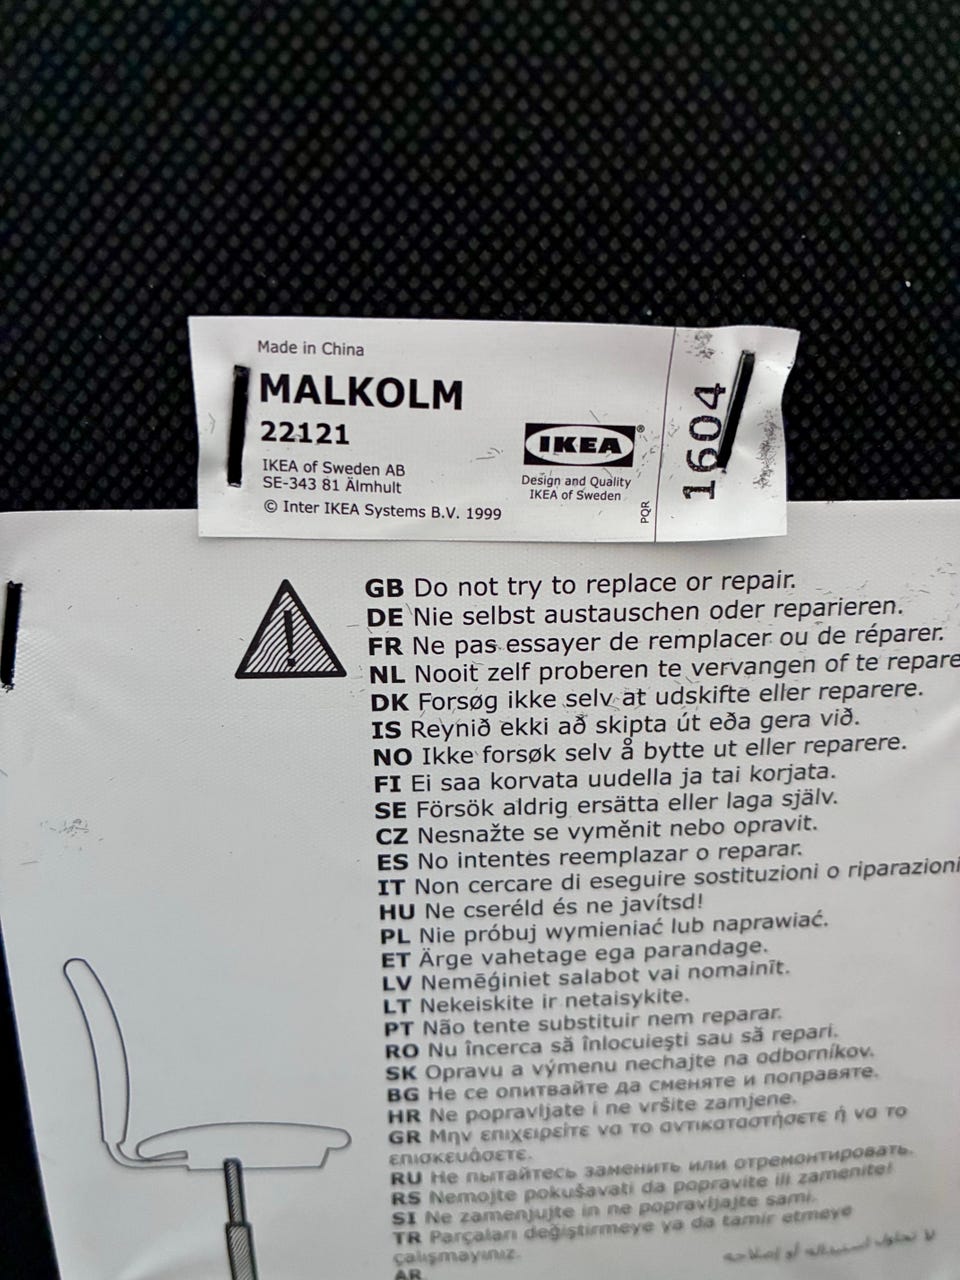 Made in China
MALKOLM
22121
IKEA of Sweden AB
SE-343 81 Älmhult
© Inter IKEA Systems B.V. 1999
IKEA®
Design and Quality
IKEA of Sweden
PQR
1604
GB Do not try to replace or repair.
DE Nie selbst austauschen oder reparieren.
FR Ne pas essayer de remplacer ou de réparer.
NL Nooit zelf proberen te vervangen of te repare
DK Forsøg ikke selv at udskifte eller reparere.
IS Reynið ekki að skipta út eða gera við.
NO Ikke forsøk selv å bytte ut eller reparere.
FI Ei saa korvata uudella ja tai korjata.
SE Försök aldrig ersätta eller laga själv.
CZ Nesnažte se vyměnit nebo opravit.
ES No intentes reemplazar o reparar.
IT Non cercare di eseguire sostituzioni o riparazioni
HU Ne cseréld és ne javítsd!
PL Nie próbuj wymieniać lub naprawiać.
ET Ärge vahetage ega parandage.
LV Nemēģiniet salabot vai nomainīt.
LT Nekeiskite ir netaisykite.
PT Não tente substituir nem reparar.
RO Nu încerca să înlocuieşti sau să repari.
SK Opravu a výmenu nechajte na odborníkov.
BG Не се опитвайте да сменяте и поправяте.
HR Ne popravljate i ne vršite zamjene.
GR Μην επιχειρείτε να το αντικαταστήσετε ή να το
επισκευάσετε.
RU Не пытайтесь заменить или отремонтировать.
RS Nemojte pokušavati da popravite ili zamenite!
SI Ne zamenjujte in ne popravljajte sami.
TR Parçaları değiştirmeye ya da tamir etmeye
çalışmayınız.
لا تحاول استبداله أو إصلاحه
AR